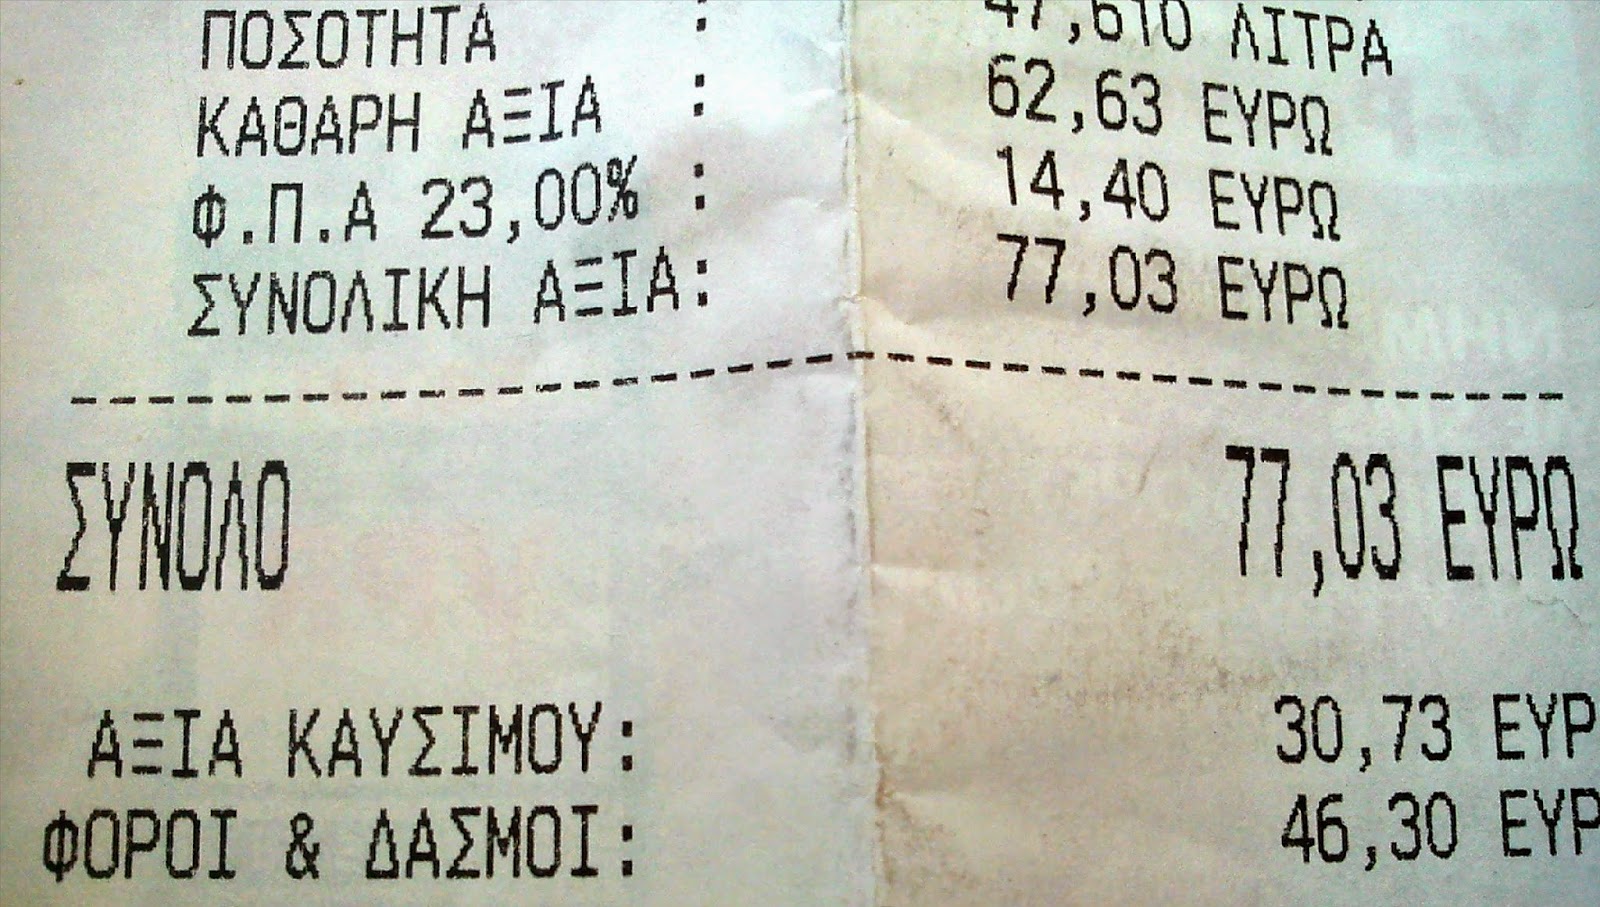 ΠΟΣΟΤΗΤΑ : 47,610 ΛΙΤΡΑ
ΚΑΘΑΡΗ ΑΞΙΑ : 62,63 ΕΥΡΩ
Φ.Π.Α 23,00% : 14,40 ΕΥΡΩ
ΣΥΝΟΛΙΚΗ ΑΞΙΑ: 77,03 ΕΥΡΩ
ΣΥΝΟΛΟ 77,03 ΕΥΡΩ
ΑΞΙΑ ΚΑΥΣΙΜΟΥ: 30,73 ΕΥΡ
ΦΟΡΟΙ & ΔΑΣΜΟΙ: 46,30 ΕΥΡ